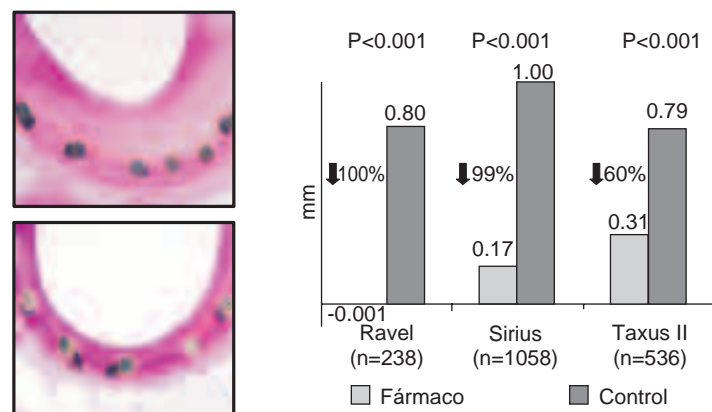 P<0.001 P<0.001 P<0.001
1.00
0.80 0.79
100% 99% 60%
mm
0.31
0.17
-0.001
Ravel Sirius Taxus II
(n=238) (n=1058) (n=536)
Fármaco Control